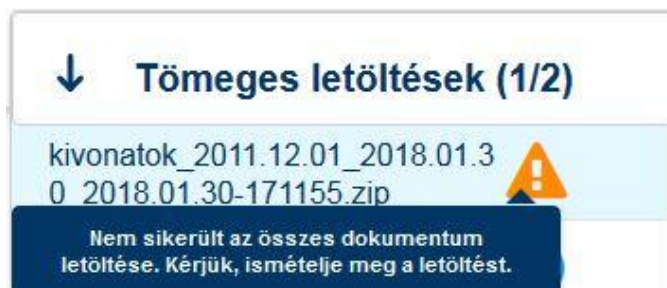 Tömeges letöltések (1/2)
kivonatok_2011.12.01_2018.01.3
0_2018.01.30-171155.zip
Nem sikerült az összes dokumentum
letöltése. Kérjük, ismételje meg a letöltést.